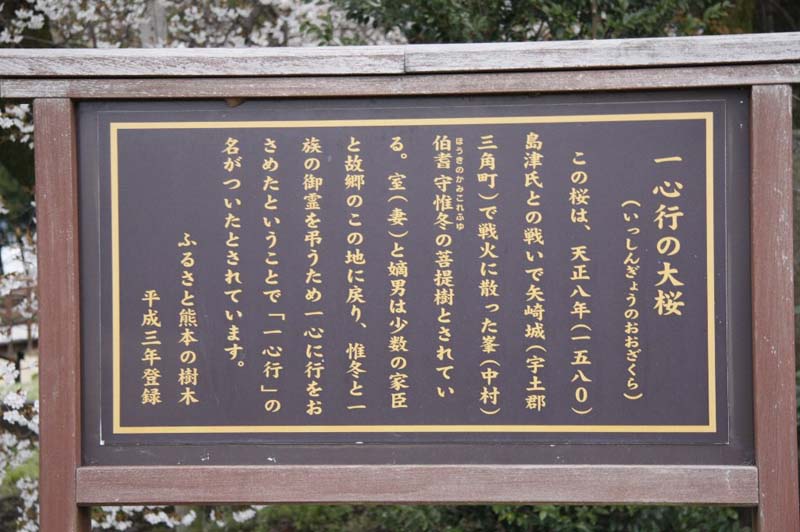 一心行の大桜
(いっしんぎょうのおおざくら)
この桜は、天正八年(一五八〇)
島津氏との戦いで矢崎城(宇土郡
三角町)で戦火に散った峯(中村)
ほうきのかみこれふゆ
伯耆守惟冬の菩提樹とされてい
る。室(妻)と嫡男は少数の家臣
と故郷のこの地に戻り、惟冬と一
族の御霊を弔うため一心に行をお
さめたということで「一心行」の
名がついたとされています。
ふるさと熊本の樹木
平成三年登録